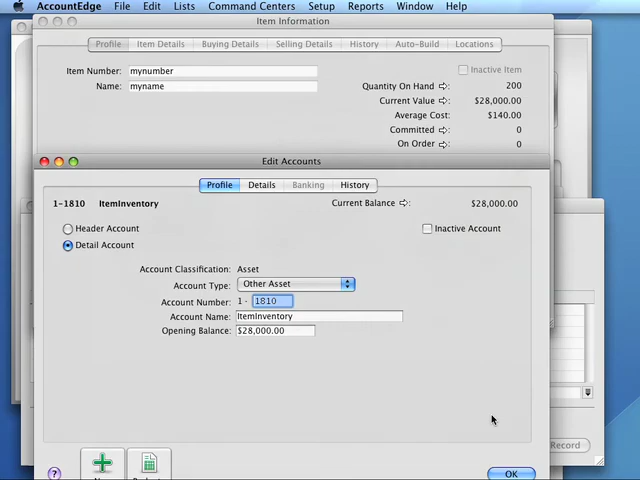 AccountEdge File Edit Lists Command Centers Setup Reports Window Help
Item Information
Profile Item Details Buying Details Selling Details History Auto-Build Locations
Item Number: mynumber
Inactive Item
Name: myname
Quantity On Hand : 200
Current Value : $28,000.00
Average Cost: $140.00
Committed : 0
On Order : 0
Edit Accounts
Profile Details Banking History
1-1810 ItemInventory Current Balance : $28,000.00
Header Account Inactive Account
Detail Account
Account Classification: Asset
Account Type: Other Asset
Account Number: 1 - 1810
Account Name: ItemInventory
Opening Balance: $28,000.00
Record
? OK